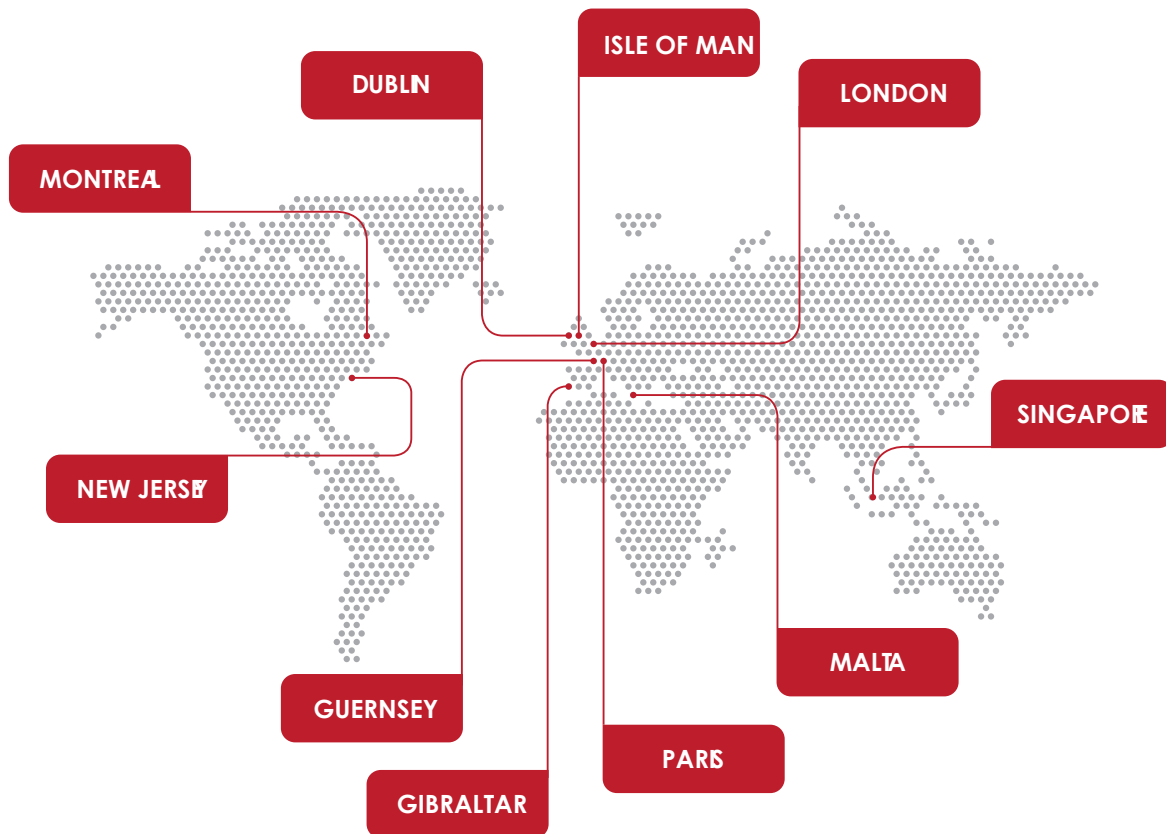 ISLE OF MAN
DUBLIN
LONDON
MONTREAL
SINGAPORE
NEW JERSEY
MALTA
GUERNSEY
PARIS
GIBRALTAR